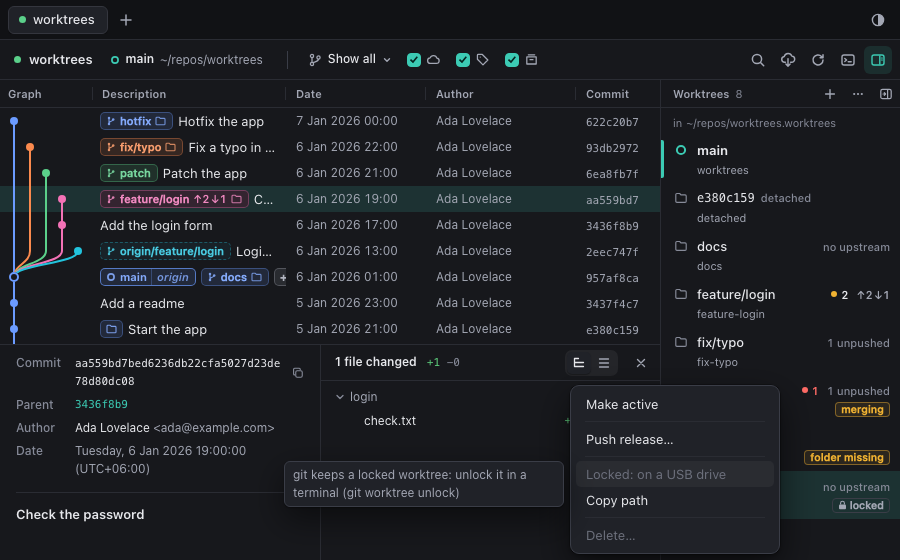 worktrees
worktrees main ~/repos/worktrees Show all
Graph Description Date Author Commit
hotfix Hotfix the app 7 Jan 2026 00:00 Ada Lovelace 622c20b7
fix/typo Fix a typo in ... 6 Jan 2026 22:00 Ada Lovelace 93db2972
patch Patch the app 6 Jan 2026 21:00 Ada Lovelace 6ea8fb7f
feature/login ↑2↓1 C... 6 Jan 2026 19:00 Ada Lovelace aa559bd7
Add the login form 6 Jan 2026 17:00 Ada Lovelace 3436f8b9
origin/feature/login Logi... 6 Jan 2026 13:00 Ada Lovelace 2eec747f
main origin docs + 6 Jan 2026 01:00 Ada Lovelace 957af8ca
Add a readme 5 Jan 2026 23:00 Ada Lovelace 3437f4c7
Start the app 5 Jan 2026 21:00 Ada Lovelace e380c159
Worktrees 8
in ~/repos/worktrees.worktrees
main
worktrees
e380c159 detached
detached
docs no upstream
docs
feature/login 2 ↑2↓1
feature-login
fix/typo 1 unpushed
fix-typo
1 1 unpushed
merging
folder missing
no upstream
locked
Commit aa559bd7bed6236db22cfa5027d23de
78d80dc08
Parent 3436f8b9
Author Ada Lovelace <ada@example.com>
Date Tuesday, 6 Jan 2026 19:00:00
(UTC+06:00)
Check the password
1 file changed +1 −0
login
check.txt +
Make active
Push release...
Locked: on a USB drive
Copy path
Delete...
git keeps a locked worktree: unlock it in a
terminal (git worktree unlock)